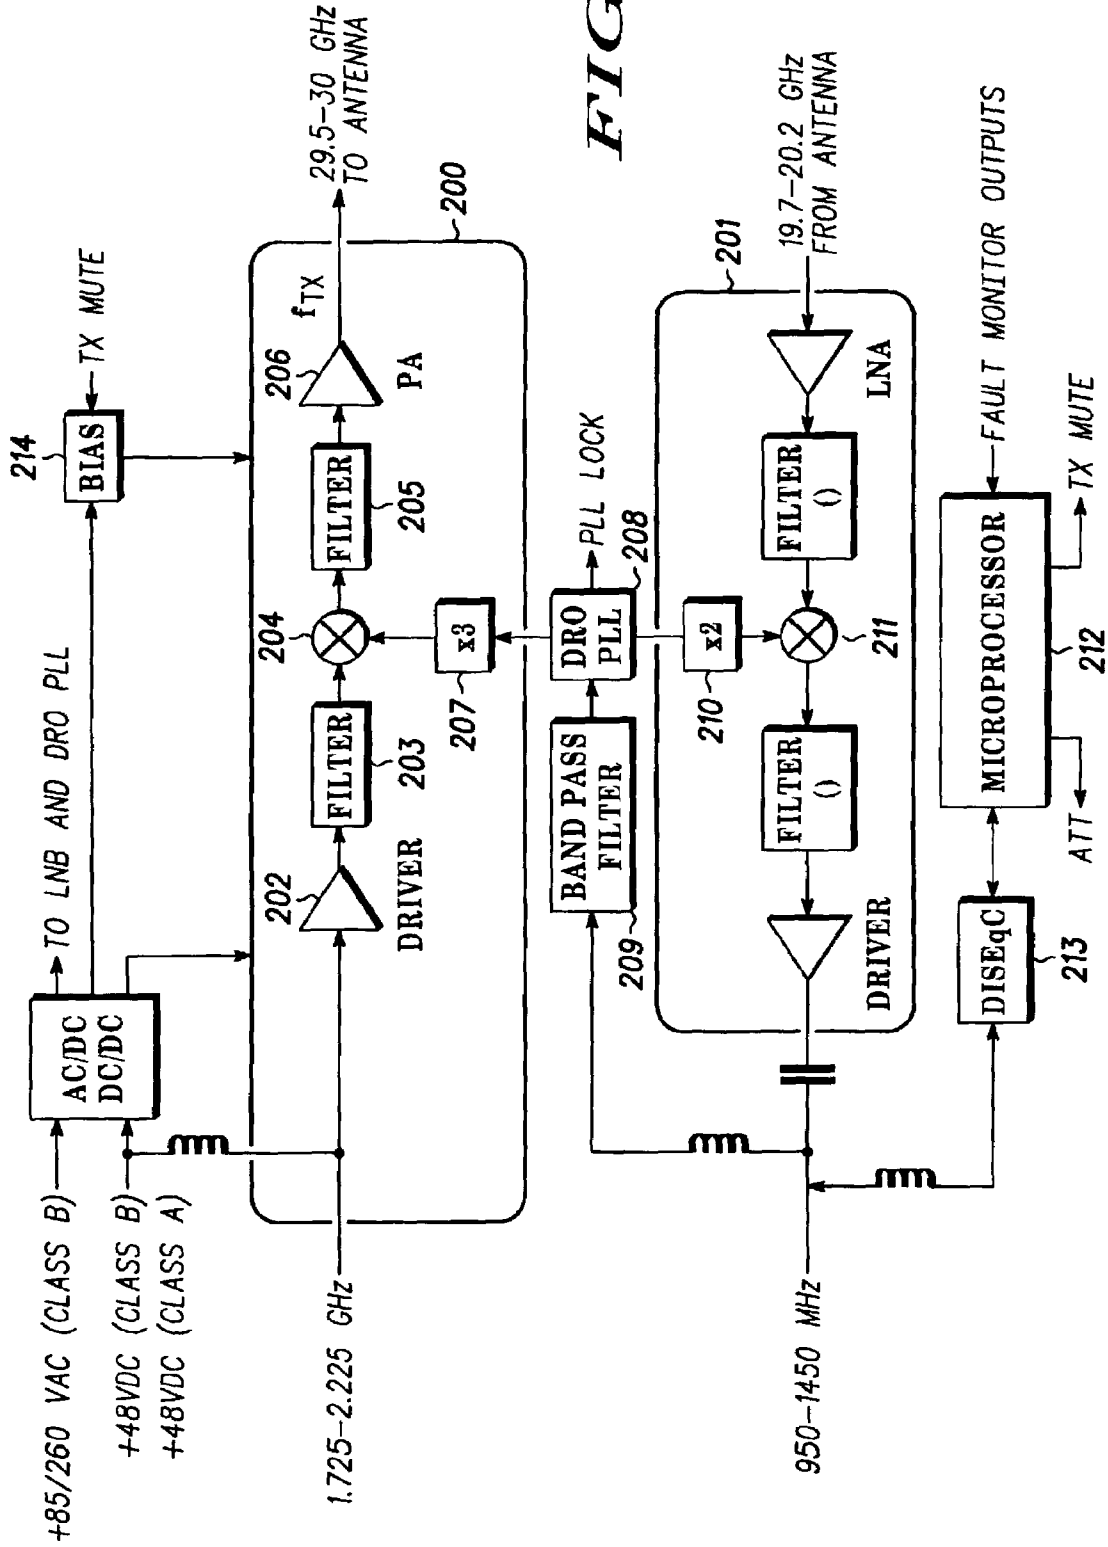 +85/260 VAC (CLASS B)
+48VDC (CLASS B)
+48VDC (CLASS A)
AC/DC
DC/DC
TO LNB AND DRO PLL
214
BIAS
TX MUTE
1.725-2.225 GHz
202
DRIVER
FILTER
203
204
x3
207
FILTER
205
206
PA
fTX
200
29.5-30 GHz
TO ANTENNA
FIG
209
BAND PASS
FILTER
DRO
PLL
208
PLL LOCK
950-1450 MHz
DRIVER
FILTER
()
x2
210
211
FILTER
()
LNA
201
19.7-20.2 GHz
FROM ANTENNA
DISEqC
213
MICROPROCESSOR
212
ATT
TX MUTE
FAULT MONITOR OUTPUTS